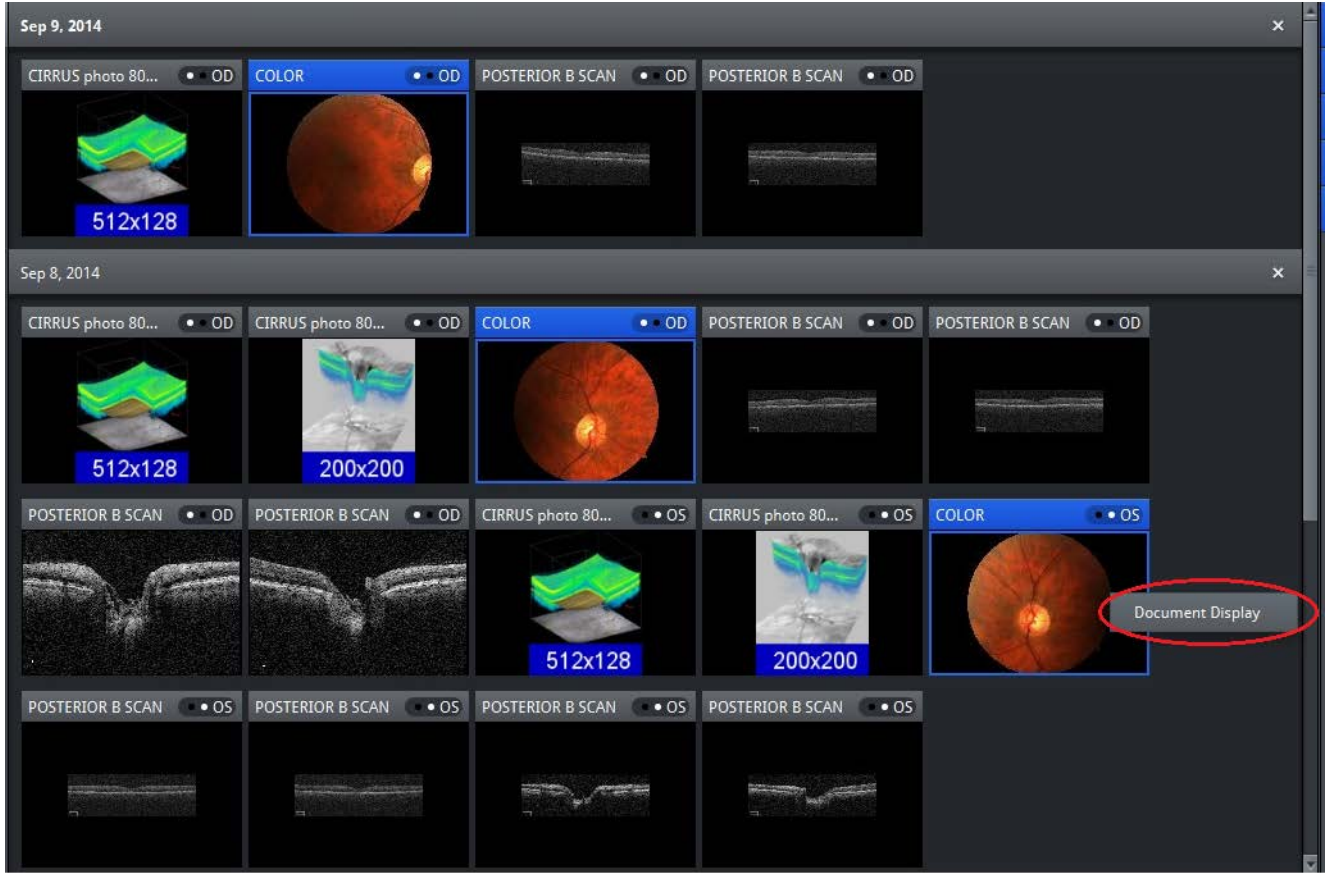 Sep 9, 2014 ×
CIRRUS photo 80... OD COLOR OD POSTERIOR B SCAN OD POSTERIOR B SCAN OD
512x128
Sep 8, 2014 ×
CIRRUS photo 80... OD CIRRUS photo 80... OD COLOR OD POSTERIOR B SCAN OD POSTERIOR B SCAN OD
512x128 200x200
POSTERIOR B SCAN OD POSTERIOR B SCAN OD CIRRUS photo 80... OS CIRRUS photo 80... OS COLOR OS
Document Display
512x128 200x200
POSTERIOR B SCAN OS POSTERIOR B SCAN OS POSTERIOR B SCAN OS POSTERIOR B SCAN OS